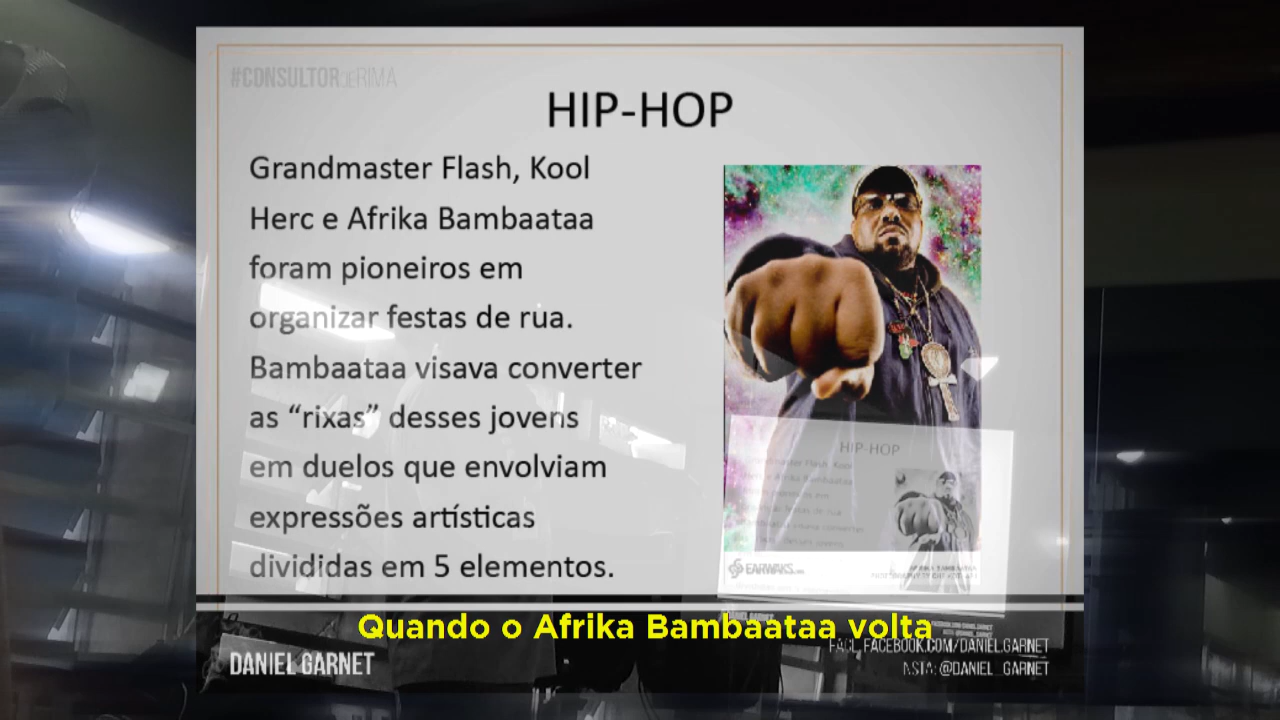 #CONSULTORDERIMA
HIP-HOP
Grandmaster Flash, Kool
Herc e Afrika Bambaataa
foram pioneiros em
organizar festas de rua.
Bambaataa visava converter
as “rixas” desses jovens
em duelos que envolviam
expressões artísticas
divididas em 5 elementos.
HIP-HOP
EARWAKS
Quando o Afrika Bambaataa volta
DANIEL GARNET
FACEBOOK.COM/DANIEL.GARNET
@DANIEL_GARNET